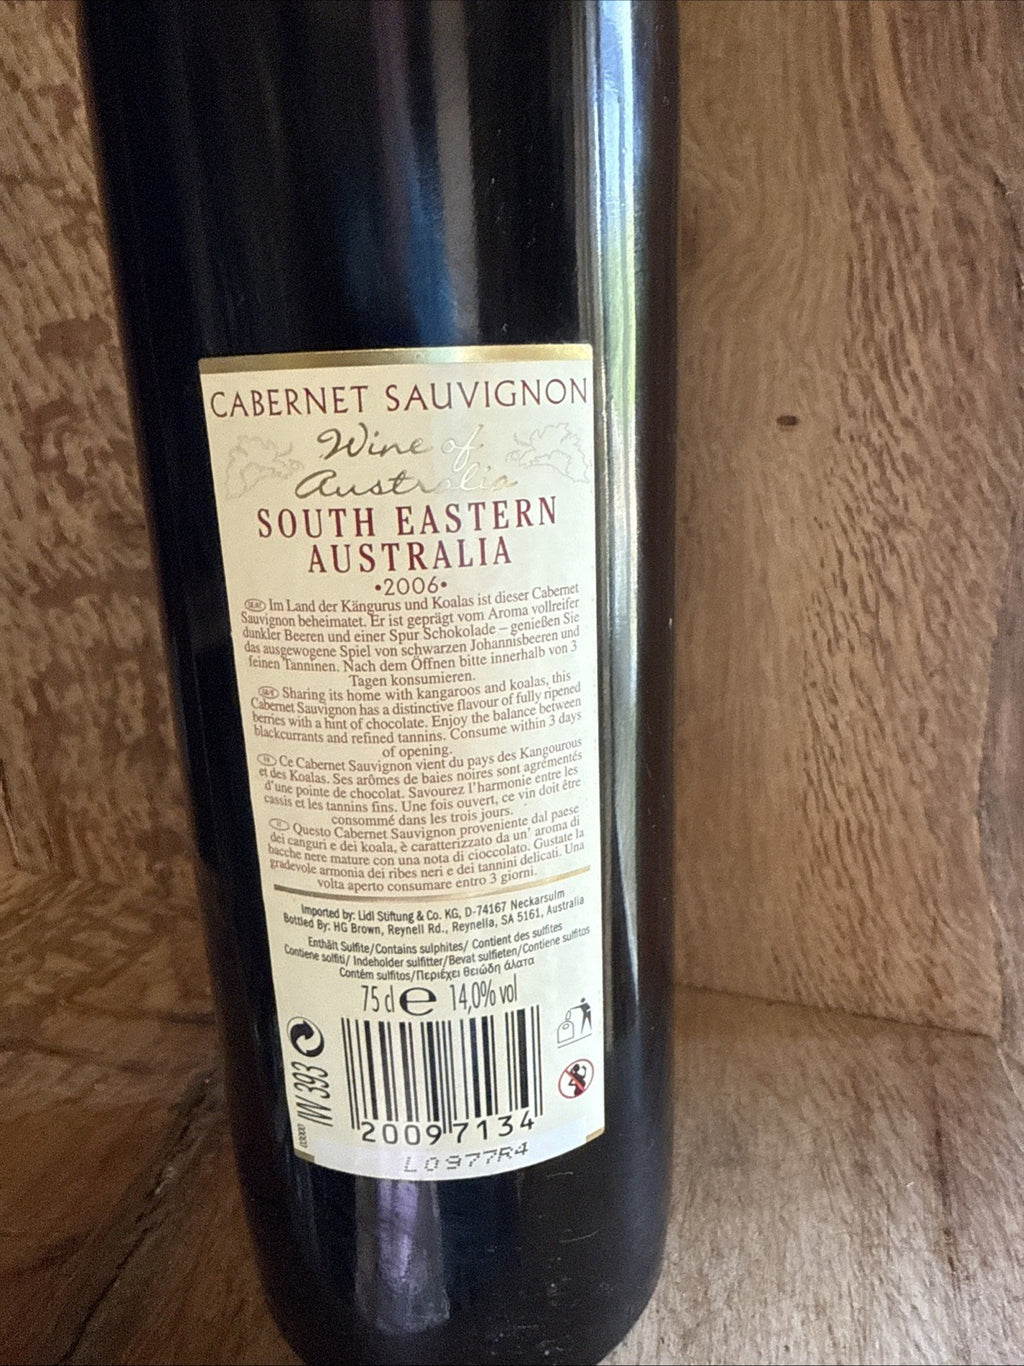 CABERNET SAUVIGNON
Wine of
Australia
SOUTH EASTERN
AUSTRALIA
•2006•
DE/AT Im Land der Kängurus und Koalas ist dieser Cabernet
Sauvignon beheimatet. Er ist geprägt vom Aroma vollreifer
dunkler Beeren und einer Spur Schokolade – genießen Sie
das ausgewogene Spiel von schwarzen Johannisbeeren und
feinen Tanninen. Nach dem Öffnen bitte innerhalb von 3
Tagen konsumieren.
Sharing its home with kangaroos and koalas, this
Cabernet Sauvignon has a distinctive flavour of fully ripened
berries with a hint of chocolate. Enjoy the balance between
blackcurrants and refined tannins. Consume within 3 days
of opening.
Ce Cabernet Sauvignon vient du pays des Kangourous
et des Koalas. Ses arômes de baies noires sont agrémentés
d'une pointe de chocolat. Savourez l'harmonie entre les
cassis et les tannins fins. Une fois ouvert, ce vin doit être
consommé dans les trois jours.
Questo Cabernet Sauvignon proveniente dal paese
dei canguri e dei koala, è caratterizzato da un' aroma di
bacche nere mature con una nota di cioccolato. Gustate la
gradevole armonia dei ribes neri e dei tannini delicati. Una
volta aperto consumare entro 3 giorni.
Imported by: Lidl Stiftung & Co. KG, D-74167 Neckarsulm
Bottled By: HG Brown, Reynell Rd., Reynella, SA 5161, Australia
Enthält Sulfite/Contains sulphites/ Contient des sulfites
Contiene solfiti/ Indeholder sulfitter/Bevat sulfieten/Contiene sulfitos
Contém sulfitos/Περιέχει θειώδη άλατα
75 cl e 14,0% vol
IVV 393
20097134
L0977R4